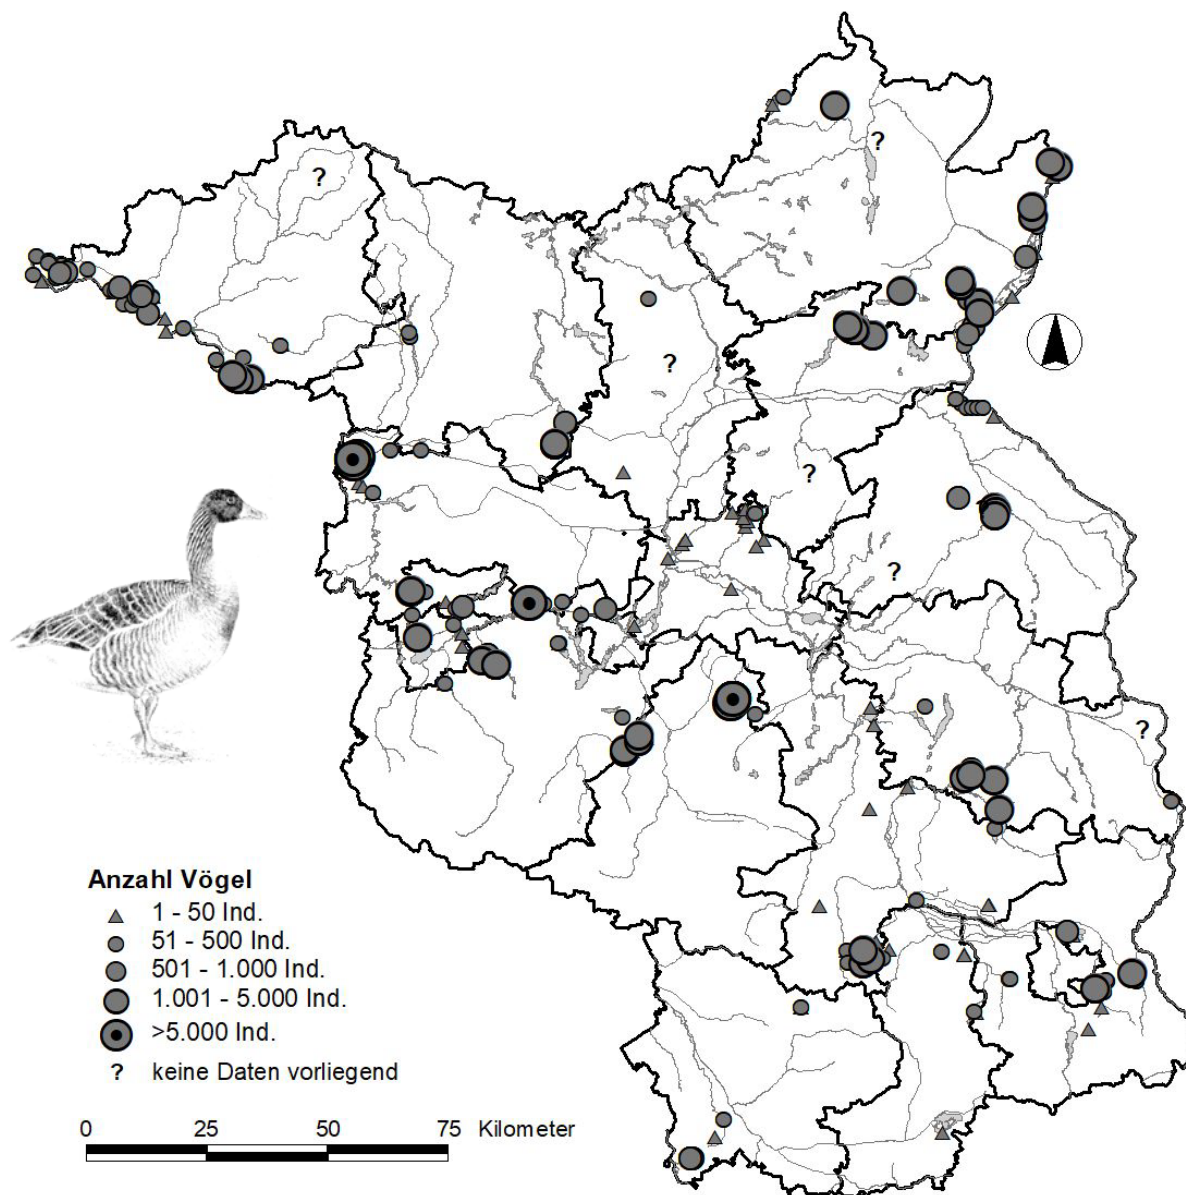 ?
?
?
?
?
?
Anzahl Vögel
1 - 50 Ind.
51 - 500 Ind.
501 - 1.000 Ind.
1.001 - 5.000 Ind.
>5.000 Ind.
? keine Daten vorliegend
0 25 50 75 Kilometer